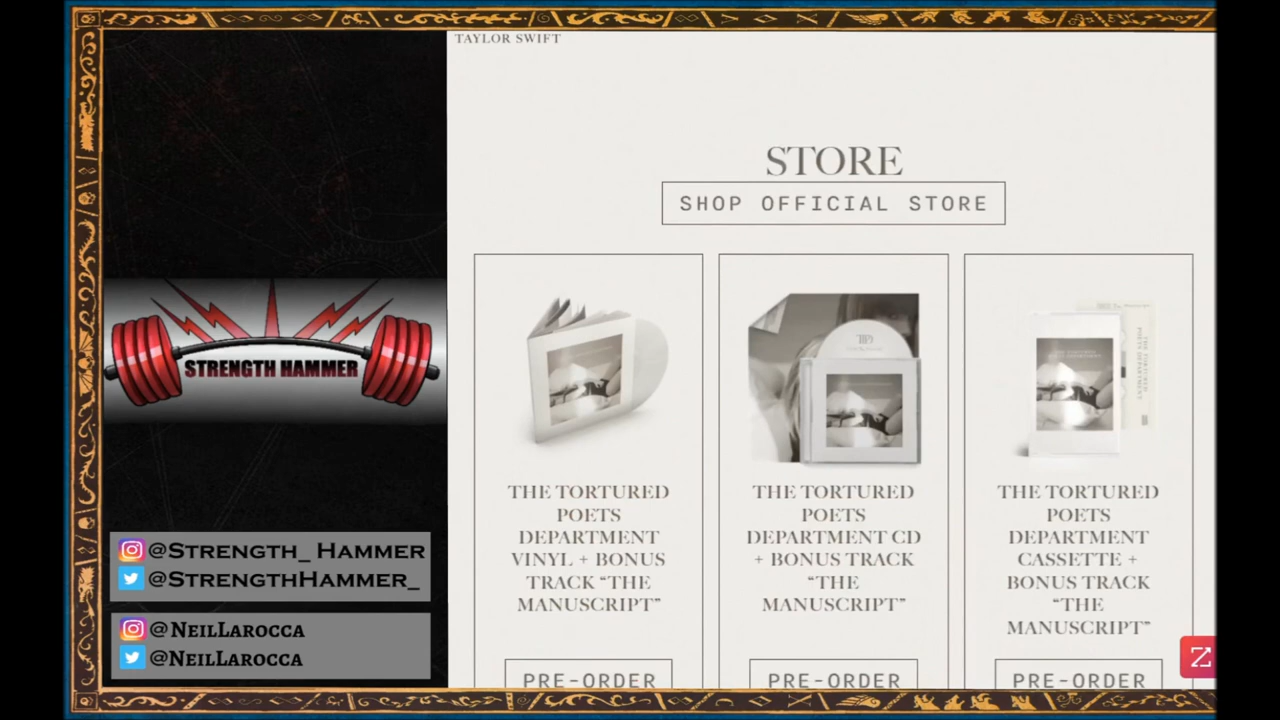 TAYLOR SWIFT
STORE
SHOP OFFICIAL STORE
STRENGTH HAMMER
@STRENGTH_HAMMER
@STRENGTHHAMMER_
@NEILLAROCCA
@NEILLAROCCA
THE TORTURED
POETS
DEPARTMENT
VINYL + BONUS
TRACK “THE
MANUSCRIPT”
PRE-ORDER
THE TORTURED
POETS
DEPARTMENT CD
+ BONUS TRACK
“THE
MANUSCRIPT”
PRE-ORDER
THE TORTURED
POETS
DEPARTMENT
CASSETTE +
BONUS TRACK
“THE
MANUSCRIPT”
PRE-ORDER